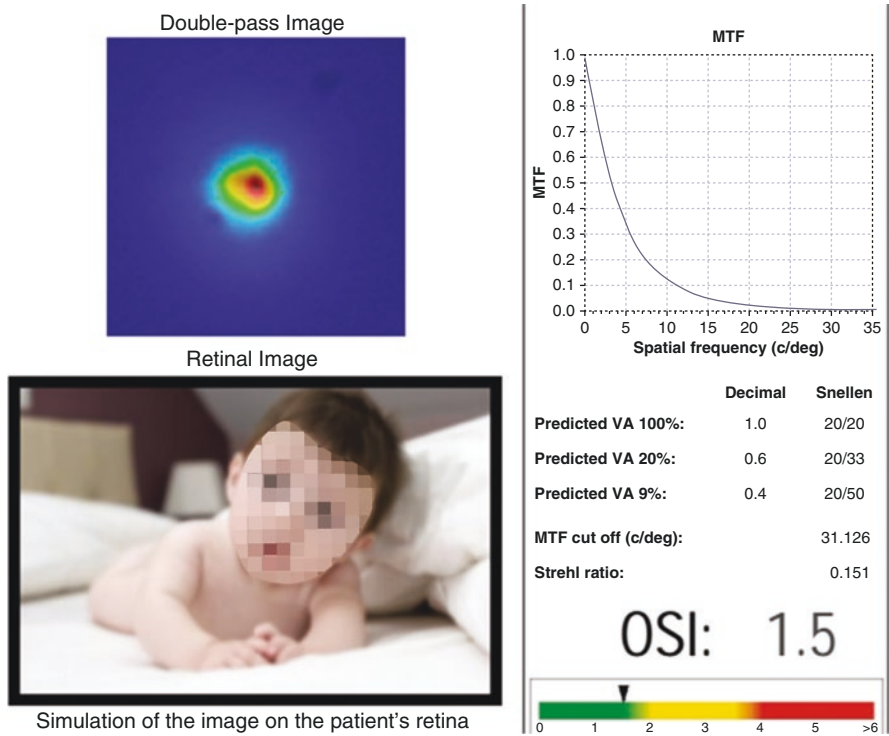 Double-pass Image
Retinal Image
Simulation of the image on the patient's retina
MTF
MTF
1.0
0.9
0.8
0.7
0.6
0.5
0.4
0.3
0.2
0.1
0.0
0 5 10 15 20 25 30 35
Spatial frequency (c/deg)
Decimal Snellen
Predicted VA 100%: 1.0 20/20
Predicted VA 20%: 0.6 20/33
Predicted VA 9%: 0.4 20/50
MTF cut off (c/deg): 31.126
Strehl ratio: 0.151
OSI: 1.5
0 1 2 3 4 5 >6